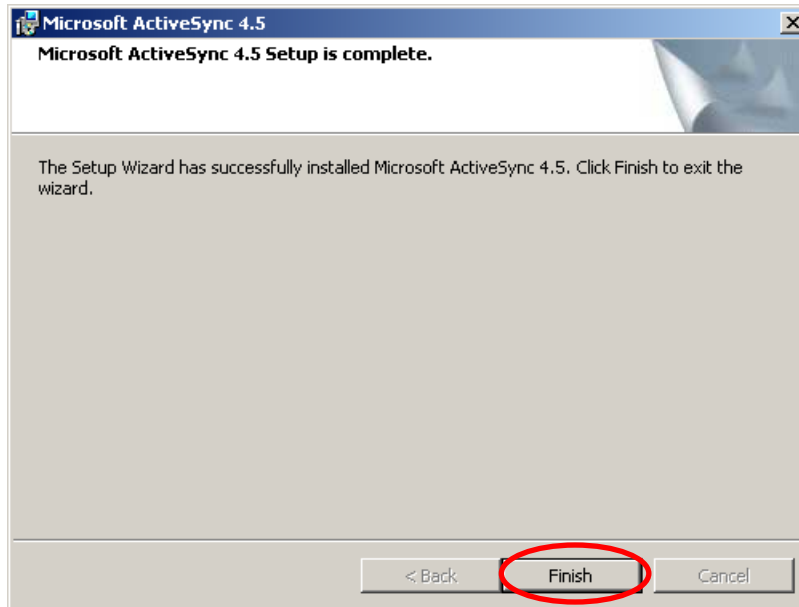 Microsoft ActiveSync 4.5
Microsoft ActiveSync 4.5 Setup is complete.
The Setup Wizard has successfully installed Microsoft ActiveSync 4.5. Click Finish to exit the
wizard.
< Back Finish Cancel